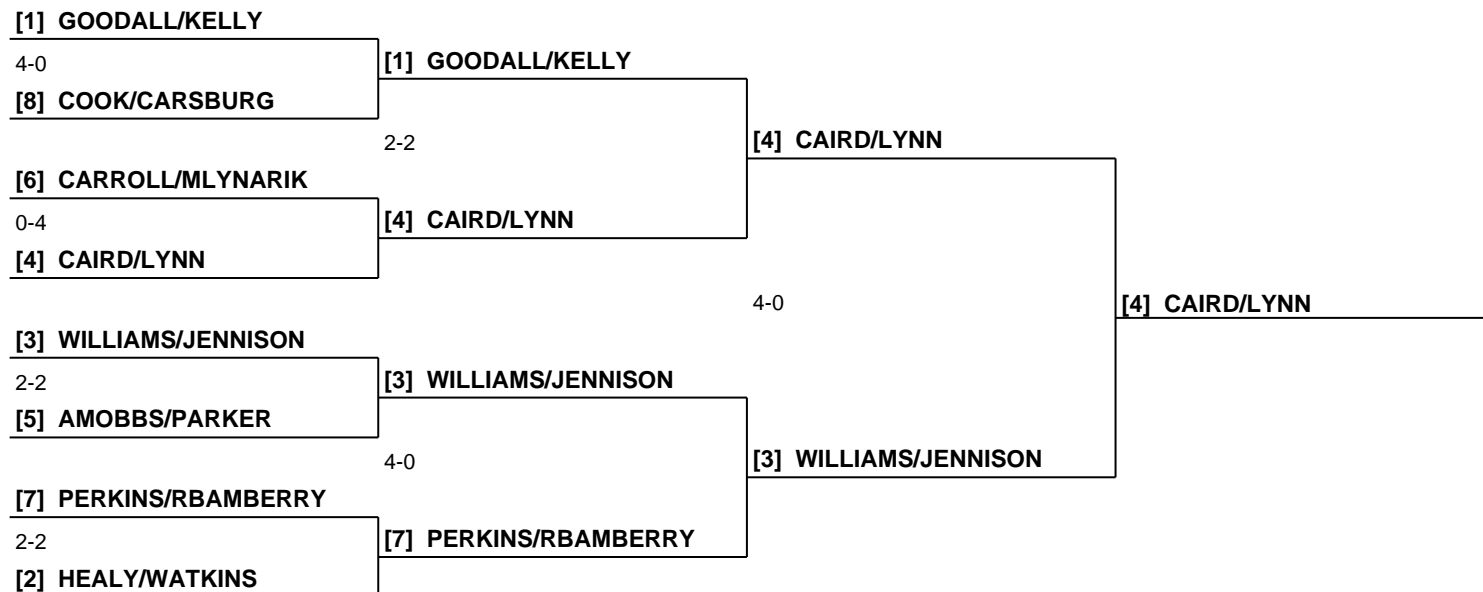 [1] GOODALL/KELLY
4-0
[1] GOODALL/KELLY
[8] COOK/CARSBURG
2-2
[4] CAIRD/LYNN
[6] CARROLL/MLYNARIK
0-4
[4] CAIRD/LYNN
[4] CAIRD/LYNN
4-0
[4] CAIRD/LYNN
[3] WILLIAMS/JENNISON
2-2
[3] WILLIAMS/JENNISON
[5] AMOBBS/PARKER
4-0
[3] WILLIAMS/JENNISON
[7] PERKINS/RBAMBERRY
2-2
[7] PERKINS/RBAMBERRY
[2] HEALY/WATKINS